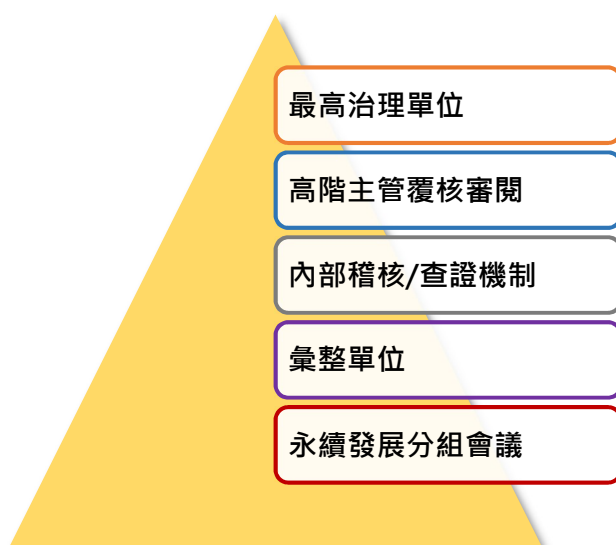 最高治理單位
高階主管覆核審閱
內部稽核/查證機制
彙整單位
永續發展分組會議